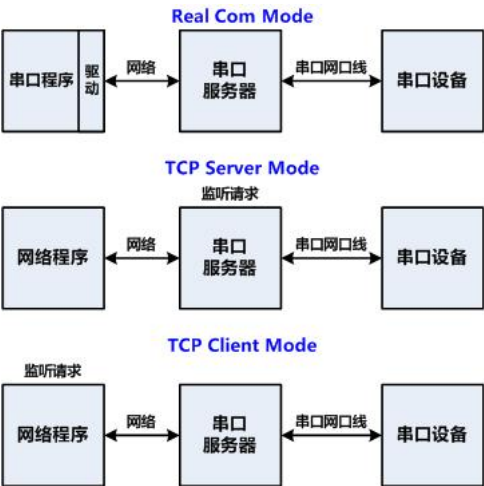 Real Com Mode
串口程序
驱动
网络
串口
服务器
串口网口线
串口设备
TCP Server Mode
监听请求
网络程序
网络
串口
服务器
串口网口线
串口设备
TCP Client Mode
监听请求
网络程序
网络
串口
服务器
串口网口线
串口设备